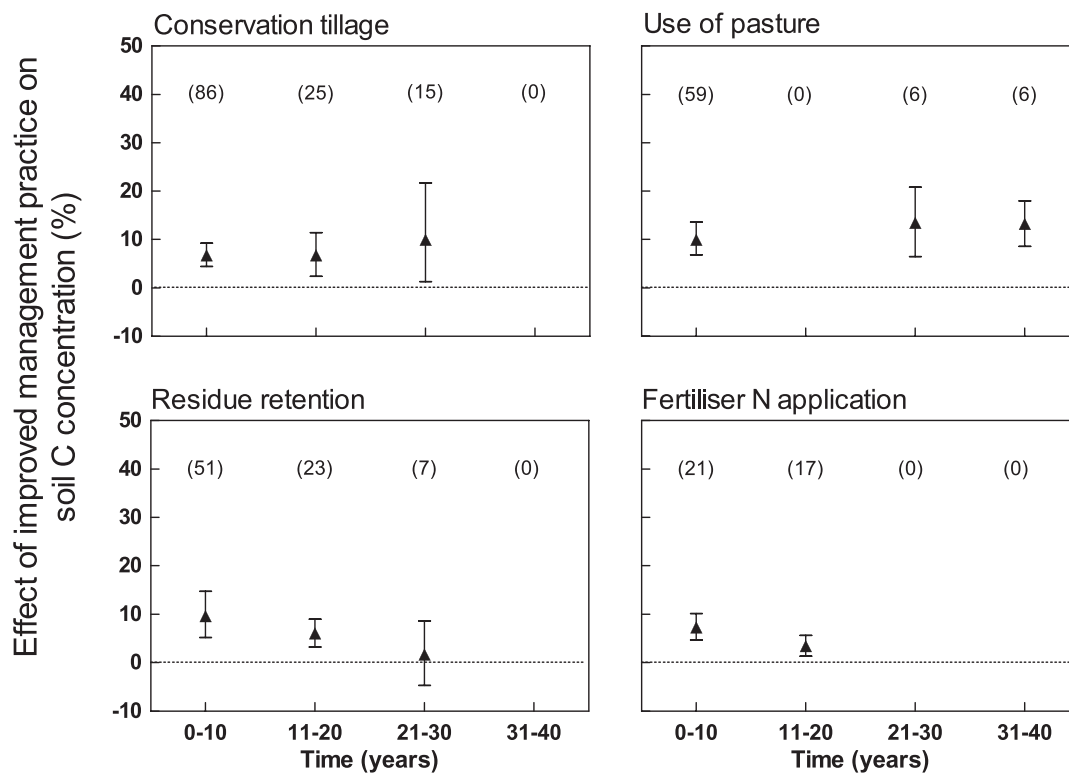 Effect of improved management practice on
soil C concentration (%)
Conservation tillage
50
40
30
20
10
0
-10
(86) (25) (15) (0)
Use of pasture
(59) (0) (6) (6)
Residue retention
50
40
30
20
10
0
-10
(51) (23) (7) (0)
0-10 11-20 21-30 31-40
Time (years)
Fertiliser N application
(21) (17) (0) (0)
0-10 11-20 21-30 31-40
Time (years)